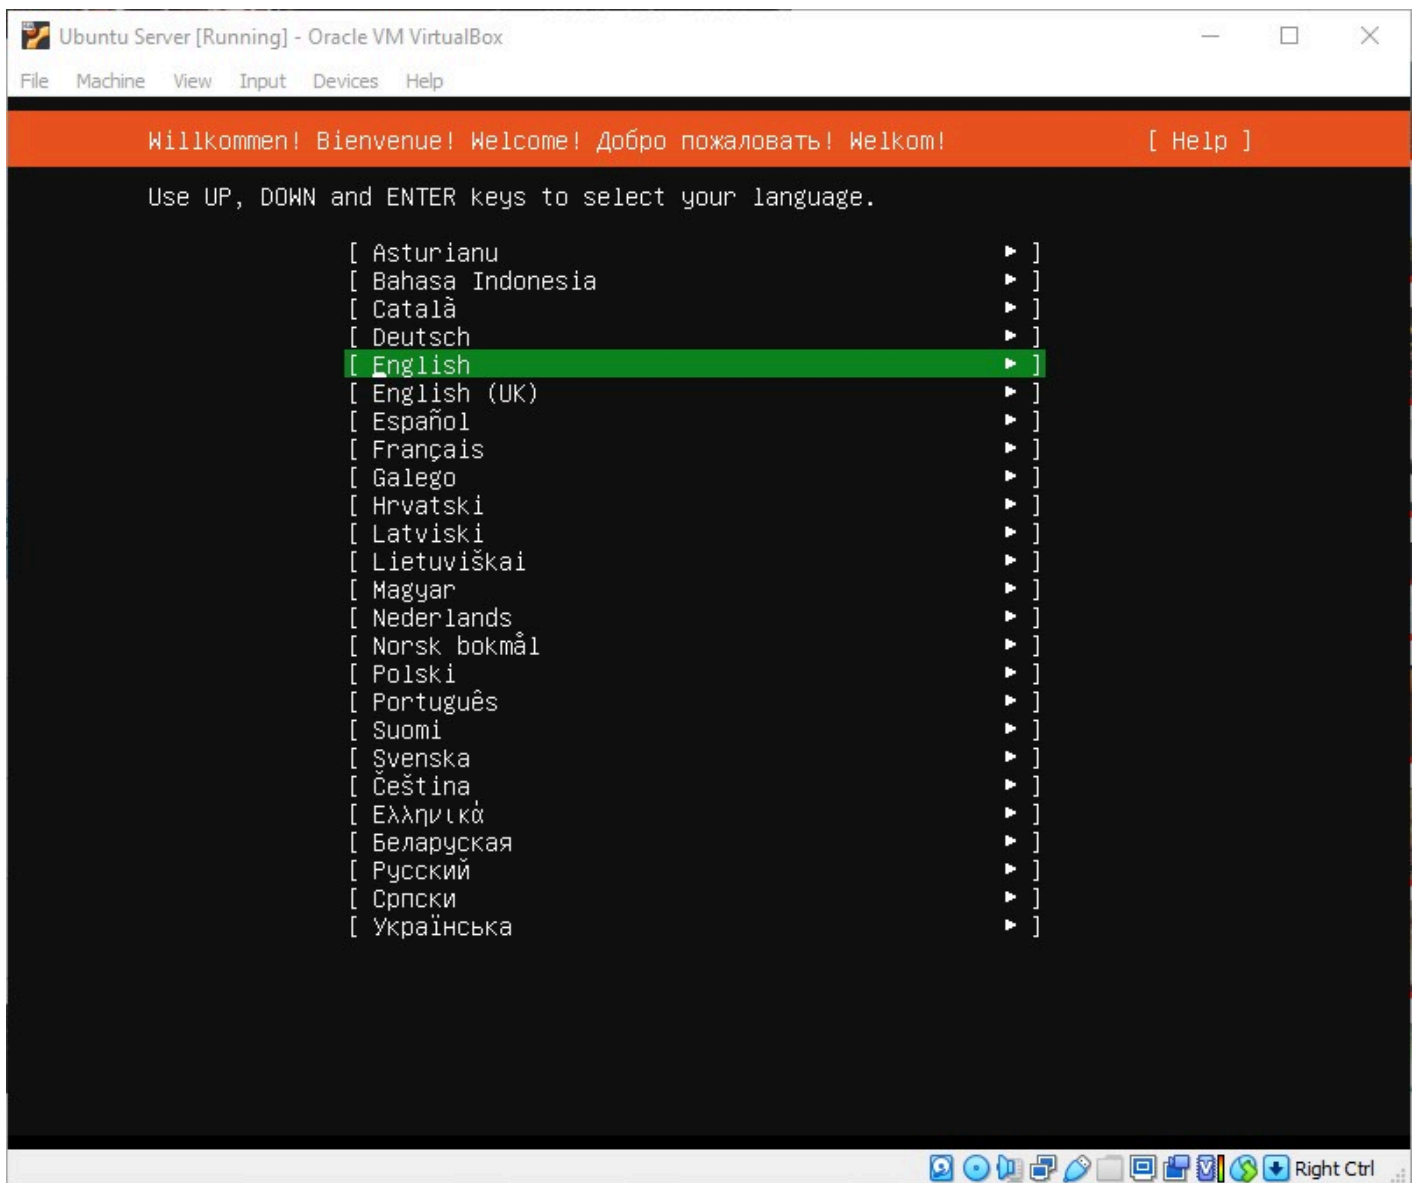 Ubuntu Server [Running] - Oracle VM VirtualBox
File Machine View Input Devices Help
Willkommen! Bienvenue! Welcome! Добро пожаловать! Welkom! [ Help ]
Use UP, DOWN and ENTER keys to select your language.
[ Asturianu ► ]
[ Bahasa Indonesia ► ]
[ Català ► ]
[ Deutsch ► ]
[ English ► ]
[ English (UK) ► ]
[ Español ► ]
[ Français ► ]
[ Galego ► ]
[ Hrvatski ► ]
[ Latviski ► ]
[ Lietuviškai ► ]
[ Magyar ► ]
[ Nederlands ► ]
[ Norsk bokmål ► ]
[ Polski ► ]
[ Português ► ]
[ Suomi ► ]
[ Svenska ► ]
[ Čeština ► ]
[ Ελληνικά ► ]
[ Беларуская ► ]
[ Русский ► ]
[ Српски ► ]
[ Українська ► ]
Right Ctrl